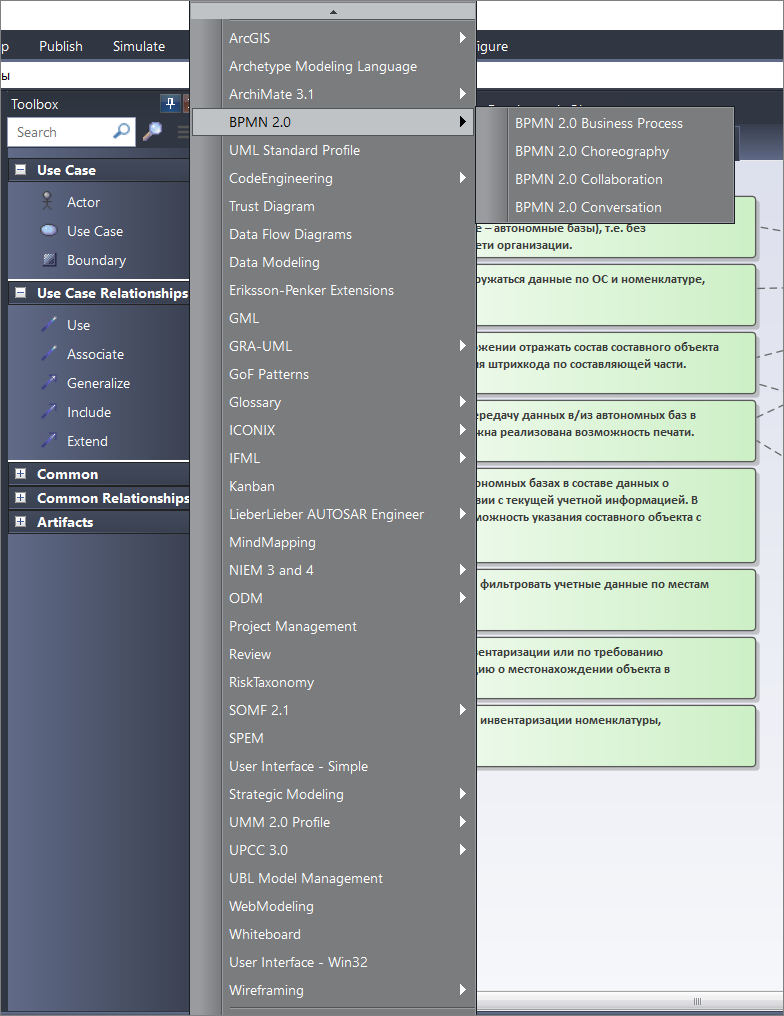 Publish
Simulate
ы
Toolbox
Search
Use Case
Actor
Use Case
Boundary
Use Case Relationships
Use
Associate
Generalize
Include
Extend
Common
Common Relationships
Artifacts
ArcGIS
Archetype Modeling Language
ArchiMate 3.1
BPMN 2.0
UML Standard Profile
CodeEngineering
Trust Diagram
Data Flow Diagrams
Data Modeling
Eriksson-Penker Extensions
GML
GRA-UML
GoF Patterns
Glossary
ICONIX
IFML
Kanban
LieberLieber AUTOSAR Engineer
MindMapping
NIEM 3 and 4
ODM
Project Management
Review
RiskTaxonomy
SOMF 2.1
SPEM
User Interface - Simple
Strategic Modeling
UMM 2.0 Profile
UPCC 3.0
UBL Model Management
WebModeling
Whiteboard
User Interface - Win32
Wireframing
BPMN 2.0 Business Process
BPMN 2.0 Choreography
BPMN 2.0 Collaboration
BPMN 2.0 Conversation
е – автономные базы), т.е. без
ети организации.
ружаться данные по ОС и номенклатуре,
жении отражать состав составного объекта
я штрихкода по составляющей части.
ередачу данных в/из автономных баз в
жна реализована возможность печати.
ономных базах в составе данных о
вии с текущей учетной информацией. В
можность указания составного объекта с
фильтровать учетные данные по местам
вентаризации или по требованию
цию о местонахождении объекта в
инвентаризации номенклатуры,